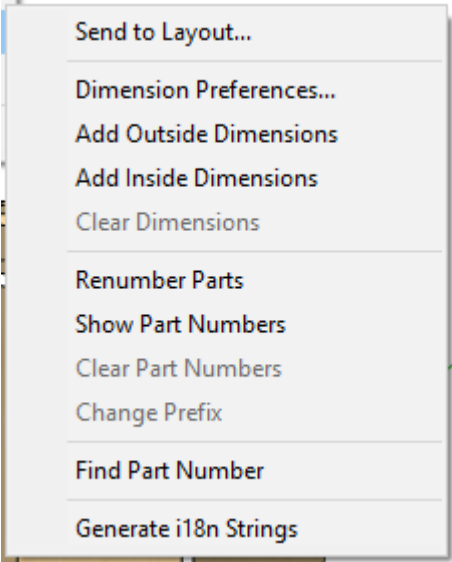 Send to Layout...
Dimension Preferences...
Add Outside Dimensions
Add Inside Dimensions
Clear Dimensions
Renumber Parts
Show Part Numbers
Clear Part Numbers
Change Prefix
Find Part Number
Generate i18n Strings